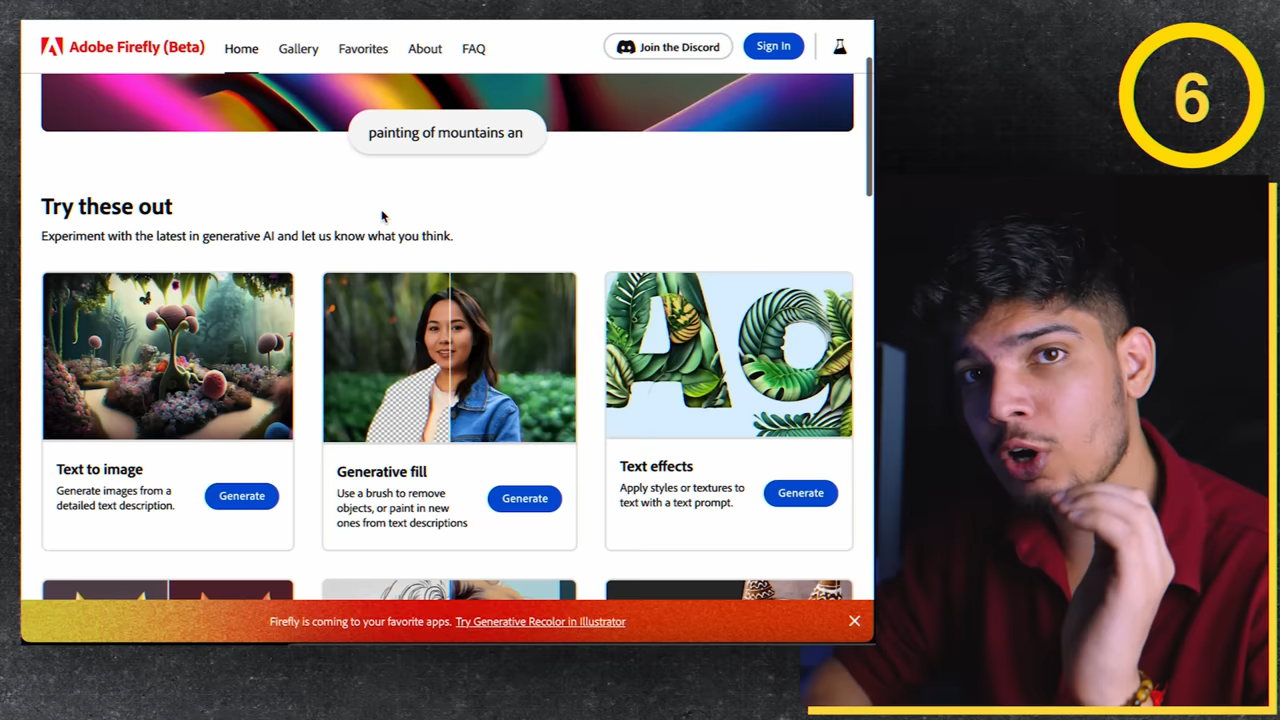 Adobe Firefly (Beta) Home Gallery Favorites About FAQ Join the Discord Sign In
6
painting of mountains an
Try these out
Experiment with the latest in generative AI and let us know what you think.
Ag
Text to image
Generate images from a
detailed text description.
Generate
Generative fill
Use a brush to remove
objects, or paint in new
ones from text descriptions
Generate
Text effects
Apply styles or textures to
text with a text prompt.
Generate
Firefly is coming to your favorite apps. Try Generative Recolor in Illustrator